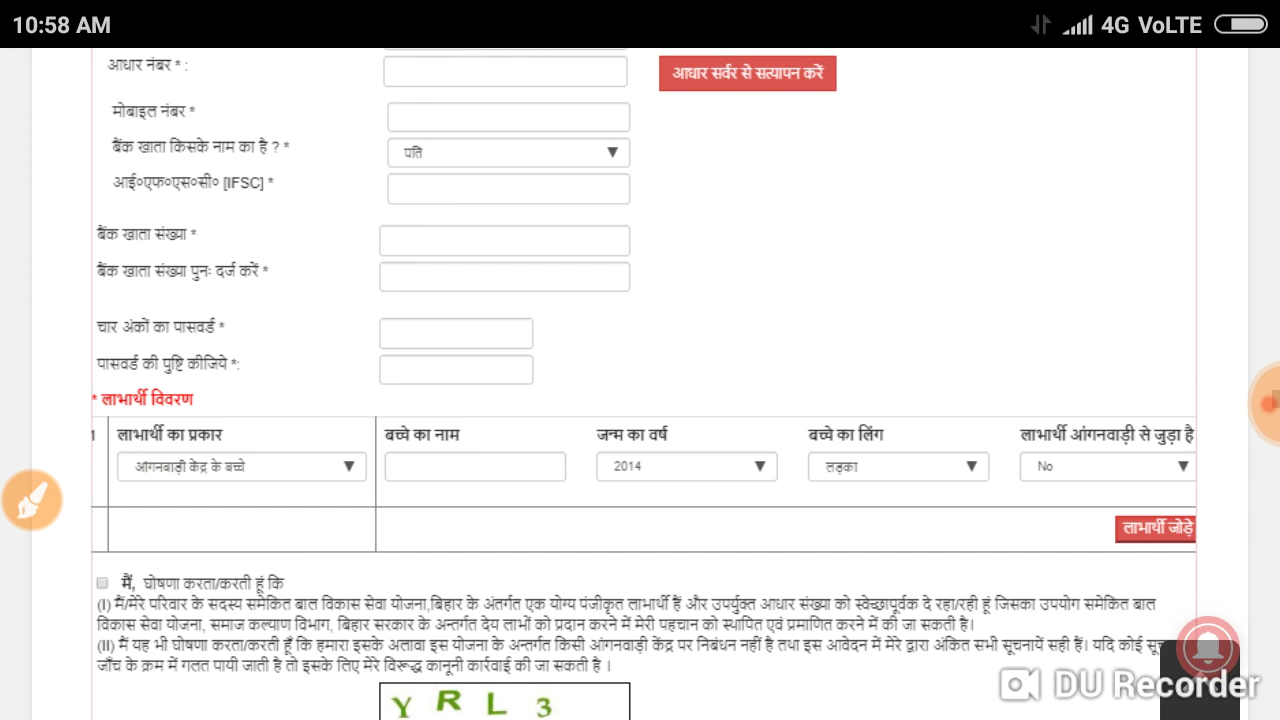 10:58 AM 4G VoLTE
आधार नंबर * :
आधार सर्वर से सत्यापन करें
मोबाइल नंबर *
बैंक खाता किसके नाम का है ? *
पति
आई०एफ०एस०सी० [IFSC] *
बैंक खाता संख्या *
बैंक खाता संख्या पुनः दर्ज करें *
चार अंकों का पासवर्ड *
पासवर्ड की पुष्टि कीजिये *:
* लाभार्थी विवरण
1 लाभार्थी का प्रकार बच्चे का नाम जन्म का वर्ष बच्चे का लिंग लाभार्थी आंगनवाड़ी से जुड़ा है
आंगनबाड़ी केंद्र के बच्चे 2014 लड़का No
लाभार्थी जोड़े
मैं, घोषणा करता/करती हूं कि
(I) मैं/मेरे परिवार के सदस्य समेकित बाल विकास सेवा योजना,बिहार के अंतर्गत एक योग्य पंजीकृत लाभार्थी हैं और उपर्युक्त आधार संख्या को स्वेच्छापूर्वक दे रहा/रही हूं जिसका उपयोग समेकित बाल
विकास सेवा योजना, समाज कल्याण विभाग, बिहार सरकार के अन्तर्गत देय लाभों को प्रदान करने में मेरी पहचान को स्थापित एवं प्रमाणित करने में की जा सकती है।
(II) मैं यह भी घोषणा करता/करती हूँ कि हमारा इसके अलावा इस योजना के अन्तर्गत किसी आंगनवाड़ी केंद्र पर निबंधन नहीं है तथा इस आवेदन में मेरे द्वारा अंकित सभी सूचनायें सही हैं। यदि कोई सूच
जाँच के क्रम में गलत पायी जाती है तो इसके लिए मेरे विरूद्ध कानूनी कार्रवाई की जा सकती है ।
DU Recorder
Y R L 3